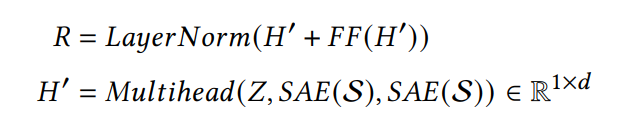 R = LayerNorm(H′ + FF(H′))
H′ = Multihead(Z, SAE(𝓢), SAE(𝓢)) ∈ ℝ^{1×d}